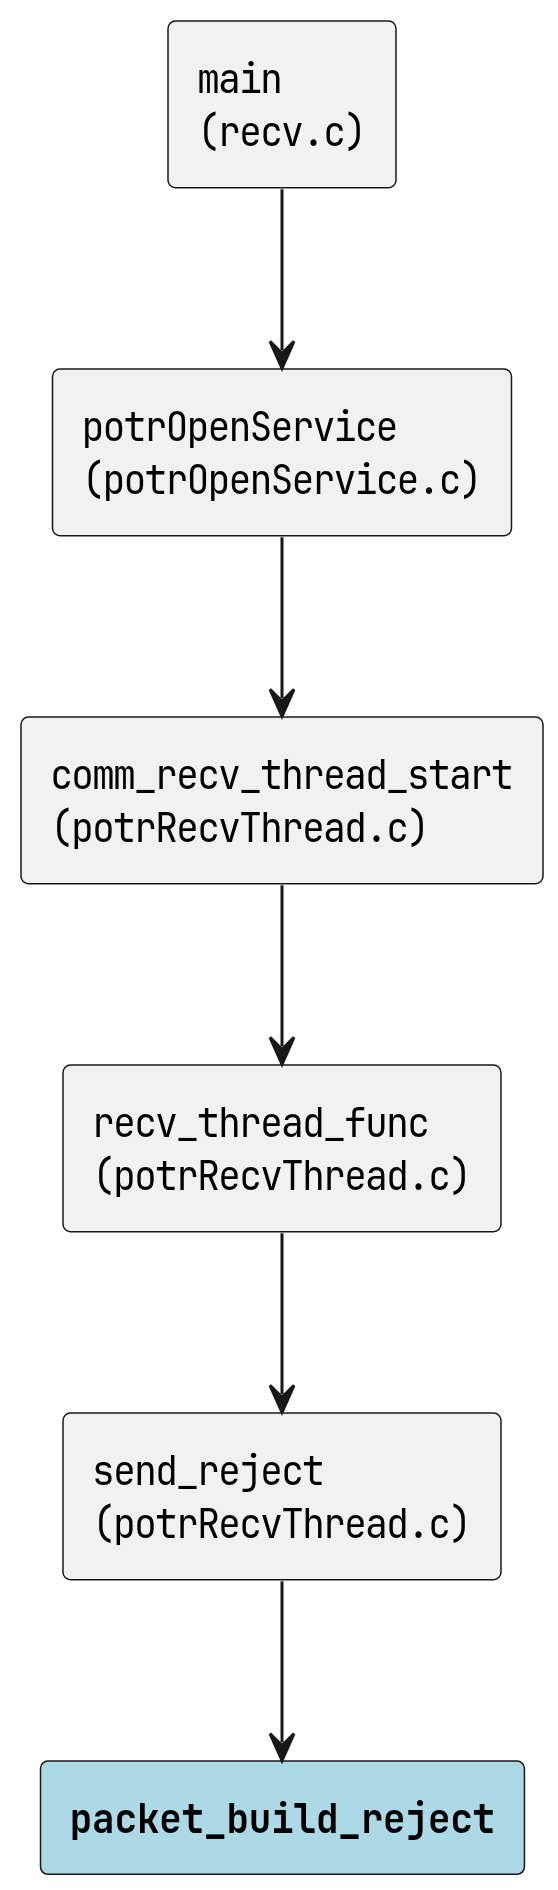 main
(recv.c)
potrOpenService
(potrOpenService.c)
comm_recv_thread_start
(potrRecvThread.c)
recv_thread_func
(potrRecvThread.c)
send_reject
(potrRecvThread.c)
packet_build_reject